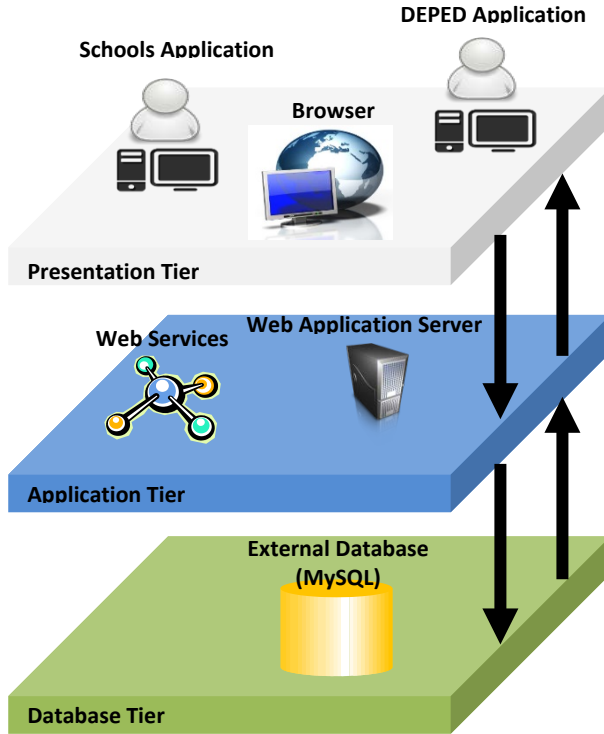 DEPED Application
Schools Application
Browser
Presentation Tier
Web Application Server
Web Services
Application Tier
External Database
(MySQL)
Database Tier